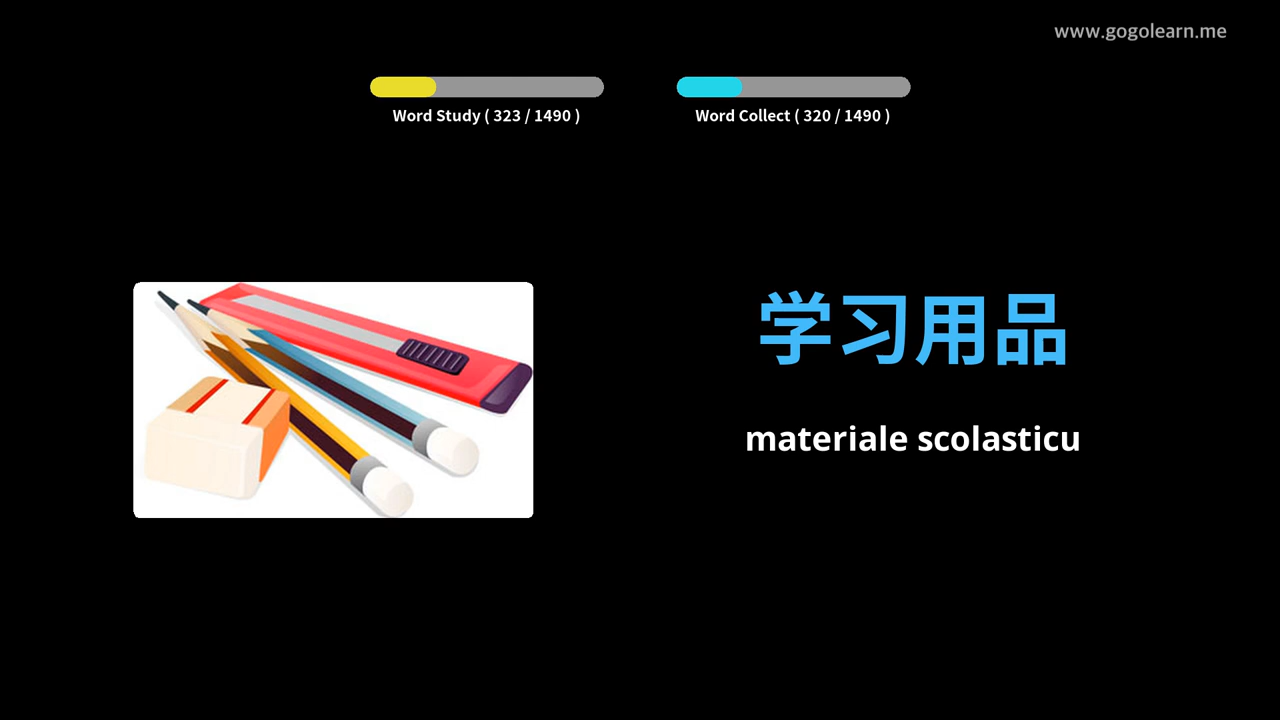 www.gogolearn.me
Word Study ( 323 / 1490 )
Word Collect ( 320 / 1490 )
学习用品
materiale scolasticu